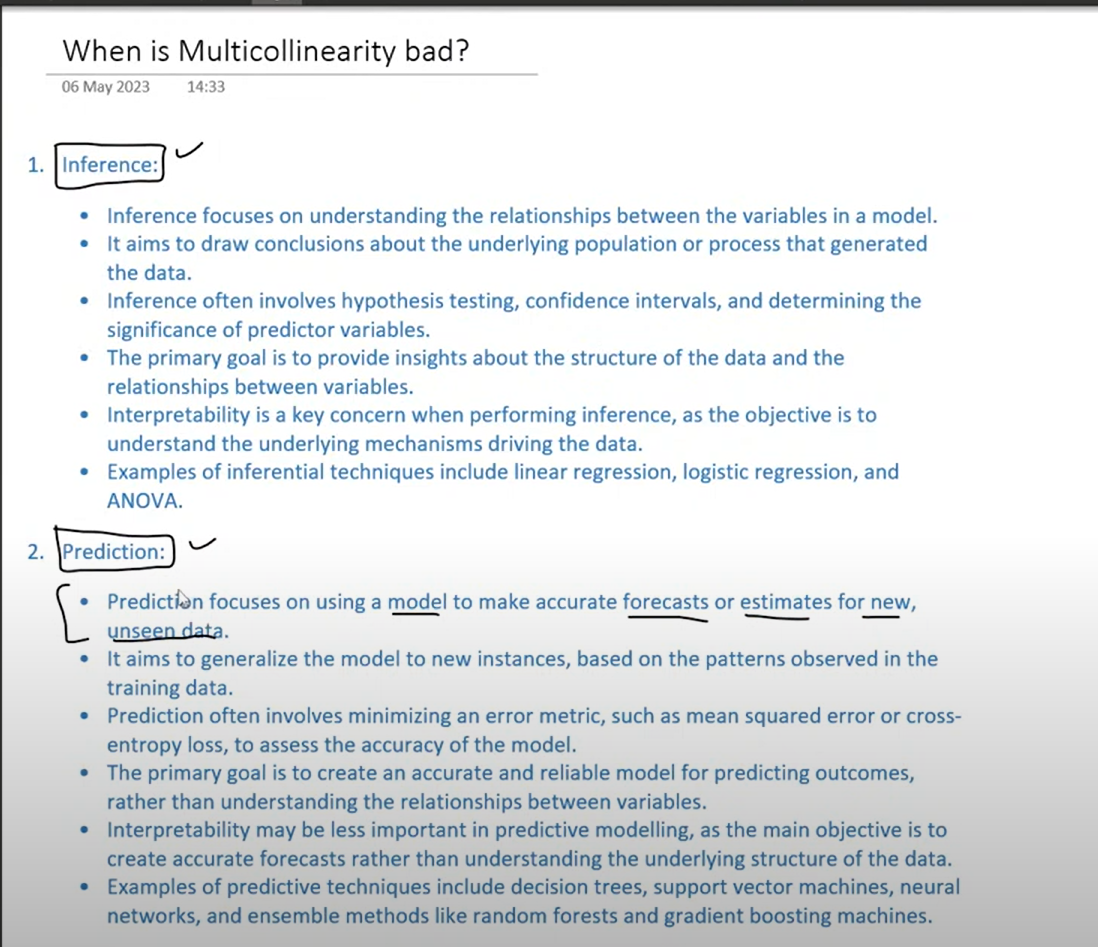 When is Multicollinearity bad?
06 May 2023 14:33
1. Inference:
• Inference focuses on understanding the relationships between the variables in a model.
• It aims to draw conclusions about the underlying population or process that generated
the data.
• Inference often involves hypothesis testing, confidence intervals, and determining the
significance of predictor variables.
• The primary goal is to provide insights about the structure of the data and the
relationships between variables.
• Interpretability is a key concern when performing inference, as the objective is to
understand the underlying mechanisms driving the data.
• Examples of inferential techniques include linear regression, logistic regression, and
ANOVA.
2. Prediction:
• Prediction focuses on using a model to make accurate forecasts or estimates for new,
unseen data.
• It aims to generalize the model to new instances, based on the patterns observed in the
training data.
• Prediction often involves minimizing an error metric, such as mean squared error or cross-
entropy loss, to assess the accuracy of the model.
• The primary goal is to create an accurate and reliable model for predicting outcomes,
rather than understanding the relationships between variables.
• Interpretability may be less important in predictive modelling, as the main objective is to
create accurate forecasts rather than understanding the underlying structure of the data.
• Examples of predictive techniques include decision trees, support vector machines, neural
networks, and ensemble methods like random forests and gradient boosting machines.